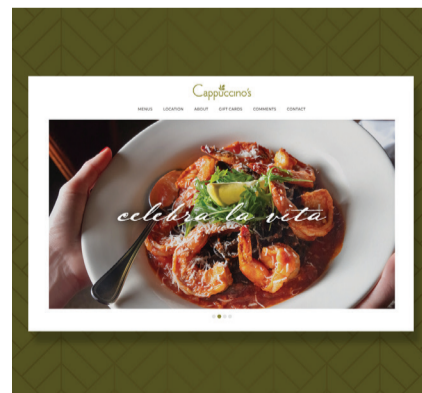 Cappuccino's
MENUS LOCATION ABOUT GIFT CARDS COMMENTS CONTACT
celebra la vita